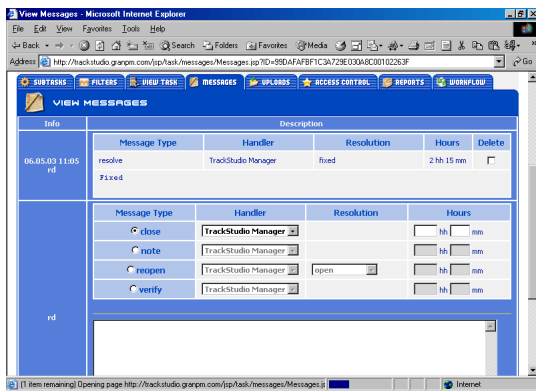 View Messages - Microsoft Internet Explorer
File Edit View Favorites Tools Help
Back Search Folders Favorites Media
Address http://trackstudio.granpm.com/jsp/task/messages/Messages.jsp?ID=99DAFAFBF1C3A729E030A8C00102263F Go
SUBTASKS FILTERS VIEW TASK MESSAGES UPLOADS ACCESS CONTROL REPORTS WORKFLOW
VIEW MESSAGES
Info Description
Message Type Handler Resolution Hours Delete
06.05.03 11:05 resolve TrackStudio Manager fixed 2 hh 15 mm
rd
Fixed
Message Type Handler Resolution Hours
close TrackStudio Manager hh mm
note TrackStudio Manager hh mm
reopen TrackStudio Manager open hh mm
verify TrackStudio Manager hh mm
rd
(1 item remaining) Opening page http://trackstudio.granpm.com/jsp/task/messages/Messages.js Internet